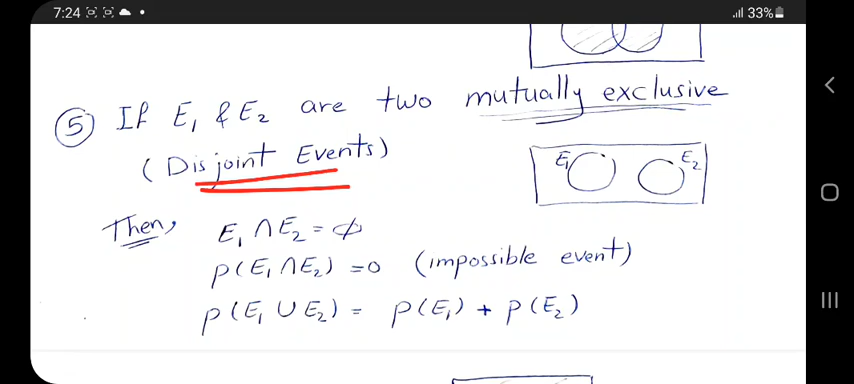 7:24
33%
⑤ If E₁ & E₂ are two mutually exclusive
(Disjoint Events)
E₁ E₂
Then, E₁ ∩ E₂ = ϕ
P(E₁ ∩ E₂) = 0 (impossible event)
P(E₁ ∪ E₂) = P(E₁) + P(E₂)